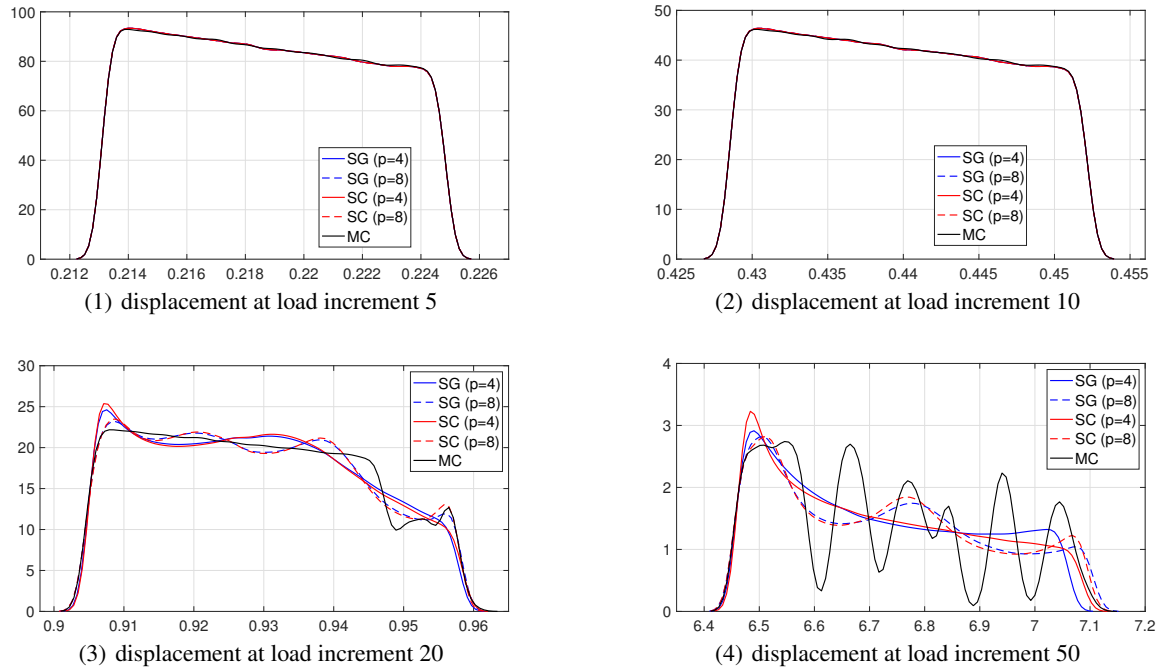 100
80
60
40
20
0
0.212 0.214 0.216 0.218 0.22 0.222 0.224 0.226
SG (p=4)
SG (p=8)
SC (p=4)
SC (p=8)
MC
(1) displacement at load increment 5
50
40
30
20
10
0
0.425 0.43 0.435 0.44 0.445 0.45 0.455
SG (p=4)
SG (p=8)
SC (p=4)
SC (p=8)
MC
(2) displacement at load increment 10
30
25
20
15
10
5
0
0.9 0.91 0.92 0.93 0.94 0.95 0.96
SG (p=4)
SG (p=8)
SC (p=4)
SC (p=8)
MC
(3) displacement at load increment 20
4
3
2
1
0
6.4 6.5 6.6 6.7 6.8 6.9 7 7.1 7.2
SG (p=4)
SG (p=8)
SC (p=4)
SC (p=8)
MC
(4) displacement at load increment 50